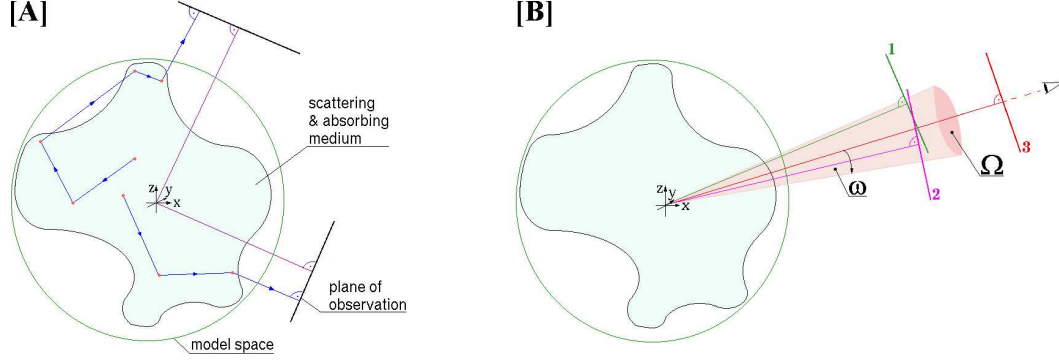 [A]
[B]
scattering
& absorbing
medium
z
y
x
plane of
observation
model space
1
2
3
Ω
ω
z
y
x